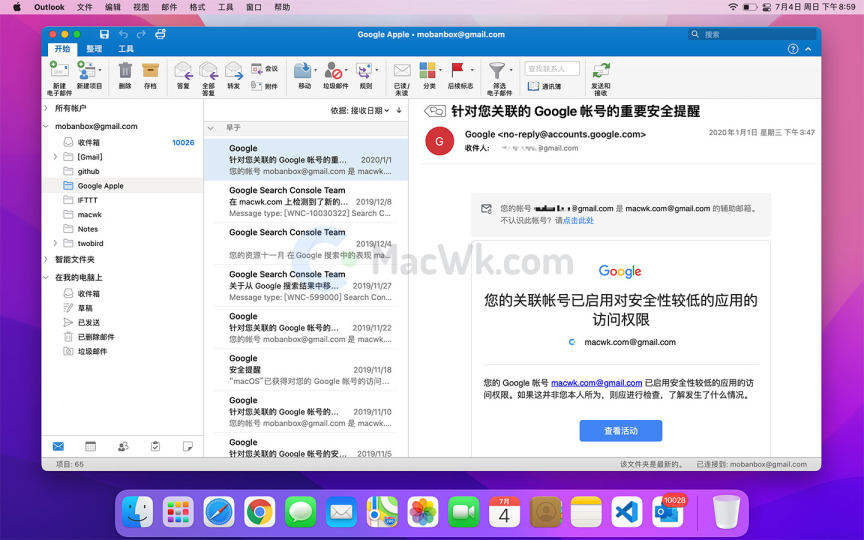 Outlook 文件 编辑 视图 邮件 格式 工具 窗口 帮助
7月4日 周日 下午8:59
Google Apple • mobanbox@gmail.com
搜索
开始 整理 工具
新建
电子邮件
新建项目
删除
存档
答复
全部
答复
转发
会议
附件
移动
垃圾邮件
规则
已读/
未读
分类
后续标志
筛选
电子邮件
查找联系人
通讯簿
发送和
接收
所有帐户
mobanbox@gmail.com
收件箱 10026
[Gmail]
github
Google Apple
IFTTT
macwk
Notes
twobird
智能文件夹
在我的电脑上
收件箱
草稿
已发送
已删除邮件
垃圾邮件
依据: 接收日期
早于
Google
针对您关联的 Google 帐号的重... 2020/1/1
您的帐号 mobanbox@gmail.com 是 macwk....
Google Search Console Team
在 macwk.com 上检测到了新的... 2019/12/8
Message type: [WNC-10030322] Search C...
Google Search Console Team
2019/12/4
您的资源十一月 在 Google 搜索中的表现 ma...
Google Search Console Team
关于从 Google 搜索结果中移... 2019/11/27
Message type: [WNC-599000] Search Con...
Google
针对您关联的 Google 帐号的... 2019/11/22
您的帐号 mobanbox@gmail.com 是 macwk....
Google
安全提醒 2019/11/18
"macOS"已获得对您的 Google 帐号的访问...
Google
针对您关联的 Google 帐号的... 2019/11/10
您的帐号 mobanbox@gmail.com 是 macwk....
Google
针对您关联的 Google 帐号的安... 2019/11/5
针对您关联的 Google 帐号的重要安全提醒
G
Google <no-reply@accounts.google.com>
2020年1月1日 星期三 下午3:47
收件人: @gmail.com
您的帐号 @gmail.com 是 macwk.com@gmail.com 的辅助邮箱。
不认识此帐号? 请点击此处
MacWk.com
Google
您的关联帐号已启用对安全性较低的应用的
访问权限
macwk.com@gmail.com
您的 Google 帐号 macwk.com@gmail.com 已启用安全性较低的应用的访
问权限。如果这并非您本人所为，则应进行检查，了解发生了什么情况。
查看活动
项目: 65
该文件夹是最新的。
已连接到: mobanbox@gmail.com
7月
4
10028